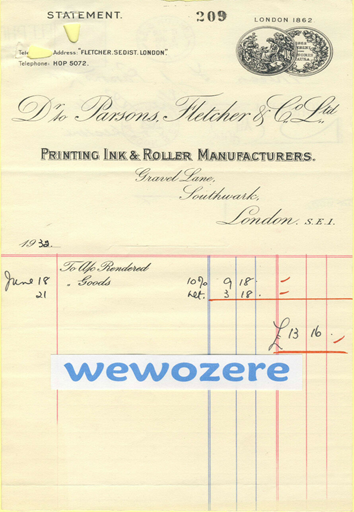 STATEMENT.
209
LONDON 1862
Address: "FLETCHER. SEDIST. LONDON."
Telephone: HOP 5072.
Dr. to Parsons, Fletcher & Co. Ltd.
PRINTING INK & ROLLER MANUFACTURERS.
Gravel Lane,
Southwark,
London. S.E.1.
1932.
To A/c Rendered
June 18 " Goods 10% 9 18 -
21 net. 3 18 -
£ 13 16 -
wewozere